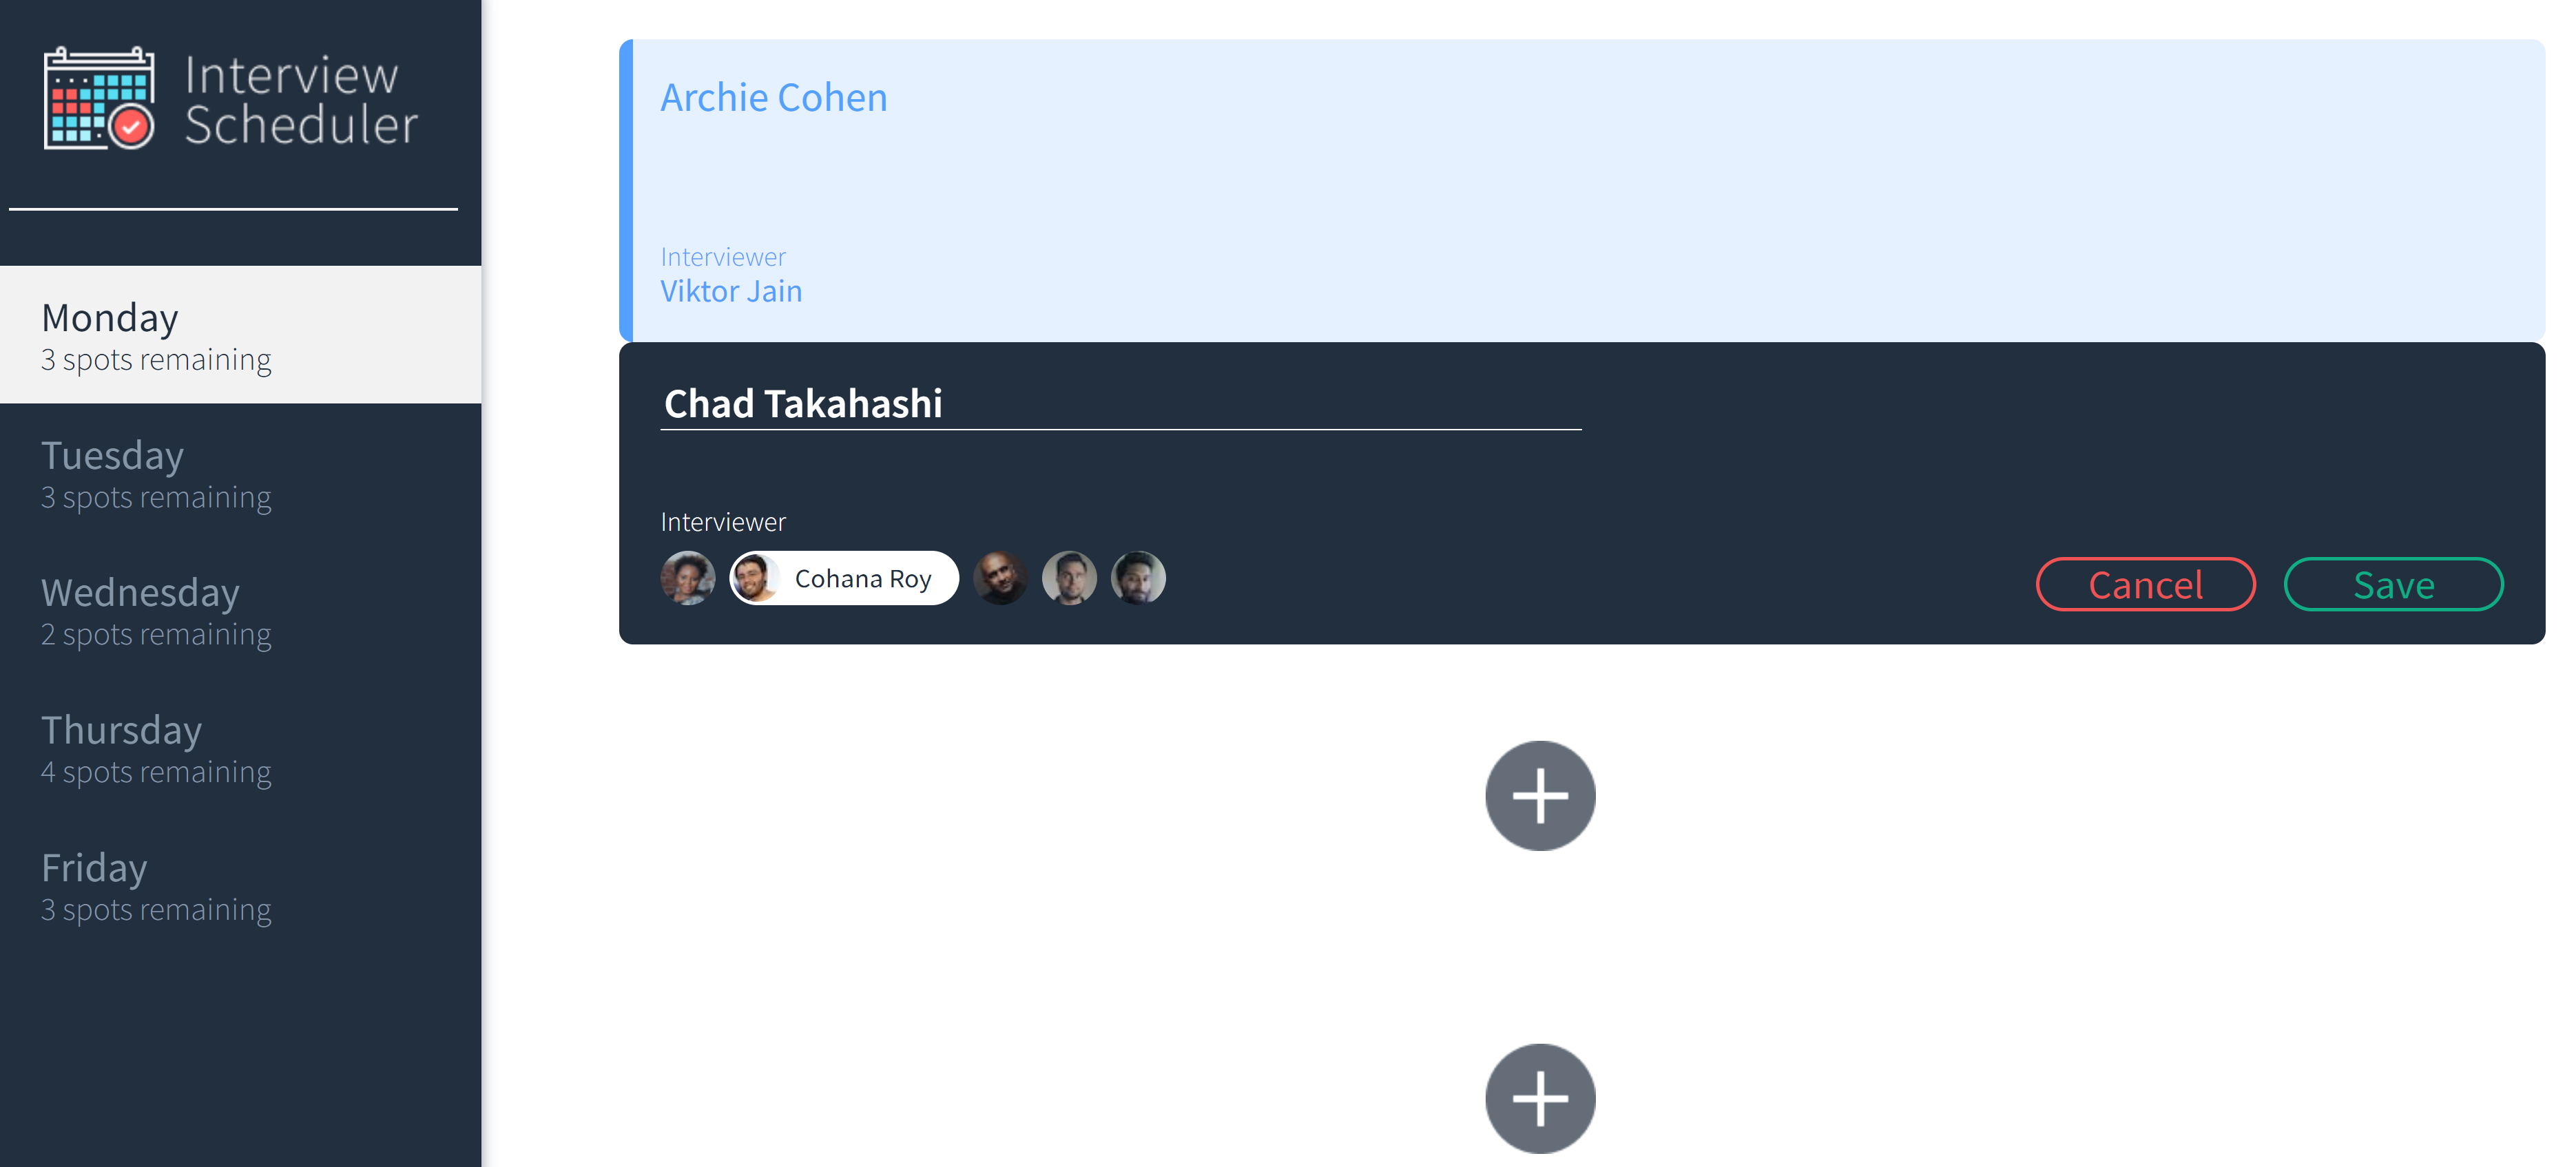 Interview
Scheduler
Monday
3 spots remaining
Tuesday
3 spots remaining
Wednesday
2 spots remaining
Thursday
4 spots remaining
Friday
3 spots remaining
Archie Cohen
Interviewer
Viktor Jain
Chad Takahashi
Interviewer
Cohana Roy
Cancel
Save